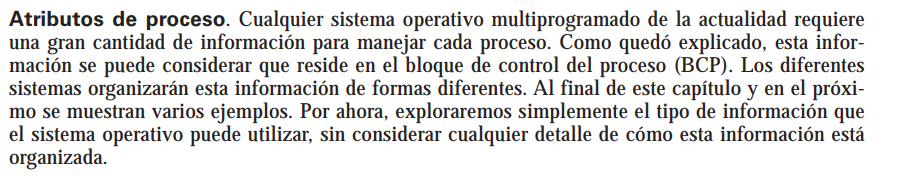 Atributos de proceso. Cualquier sistema operativo multiprogramado de la actualidad requiere
una gran cantidad de información para manejar cada proceso. Como quedó explicado, esta infor-
mación se puede considerar que reside en el bloque de control del proceso (BCP). Los diferentes
sistemas organizarán esta información de formas diferentes. Al final de este capítulo y en el próxi-
mo se muestran varios ejemplos. Por ahora, exploraremos simplemente el tipo de información que
el sistema operativo puede utilizar, sin considerar cualquier detalle de cómo esta información está
organizada.